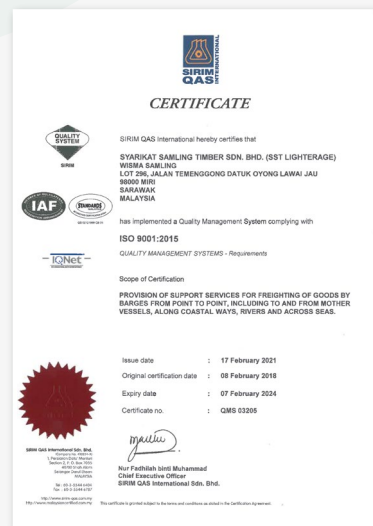 SIRIM
QAS
INTERNATIONAL
CERTIFICATE
QUALITY
SYSTEM
SIRIM
SIRIM QAS International hereby certifies that
SYARIKAT SAMLING TIMBER SDN. BHD. (SST LIGHTERAGE)
WISMA SAMLING
LOT 296, JALAN TEMENGGONG DATUK OYONG LAWAI JAU
98000 MIRI
SARAWAK
MALAYSIA
IAF
STANDARDS
has implemented a Quality Management System complying with
ISO 9001:2015
IQNet
QUALITY MANAGEMENT SYSTEMS - Requirements
Scope of Certification
PROVISION OF SUPPORT SERVICES FOR FREIGHTING OF GOODS BY
BARGES FROM POINT TO POINT, INCLUDING TO AND FROM MOTHER
VESSELS, ALONG COASTAL WAYS, RIVERS AND ACROSS SEAS.
Issue date : 17 February 2021
Original certification date : 08 February 2018
Expiry date : 07 February 2024
Certificate no. : QMS 03205
Nur Fadhilah binti Muhammad
Chief Executive Officer
SIRIM QAS International Sdn. Bhd.
SIRIM QAS International Sdn. Bhd.
MALAYSIA
This certificate is granted subject to the terms and conditions as stated in the Certification Agreement.